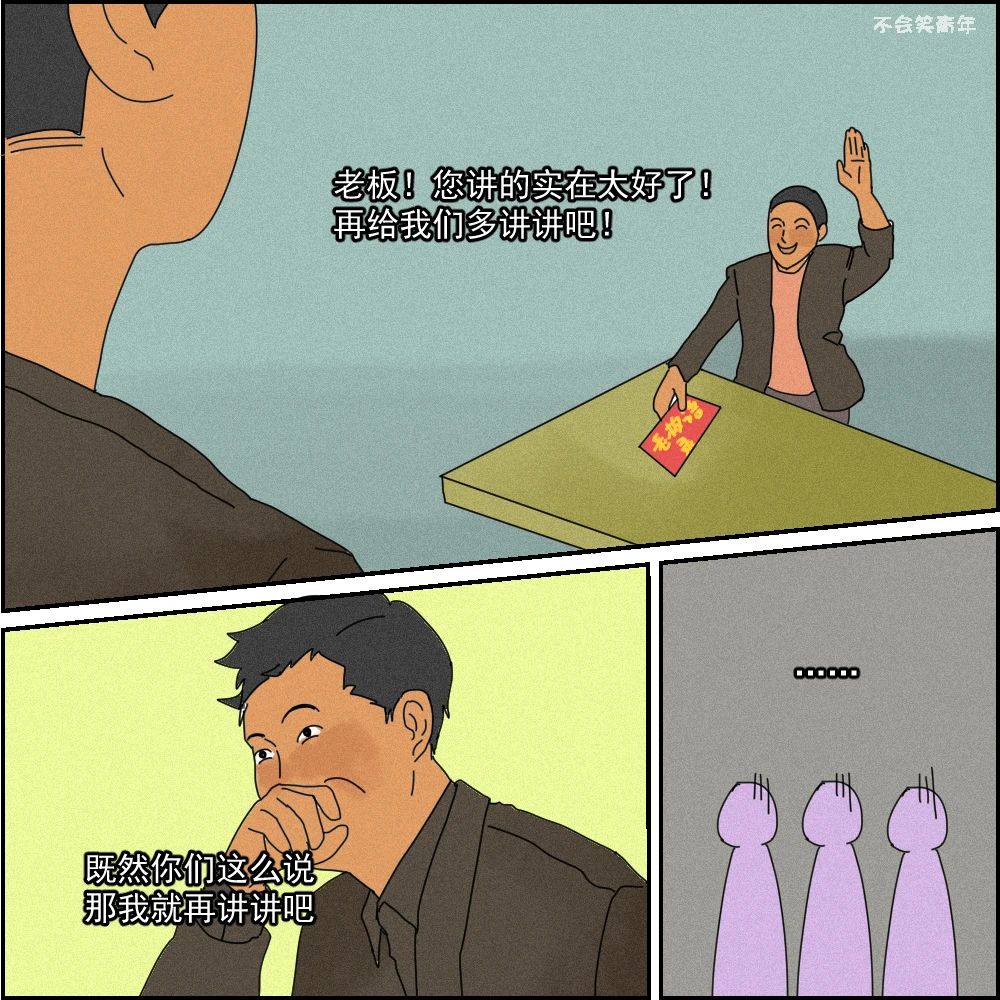 不会笑青年
老板！您讲的实在太好了！
再给我们多讲讲吧！
......
既然你们这么说
那我就再讲讲吧